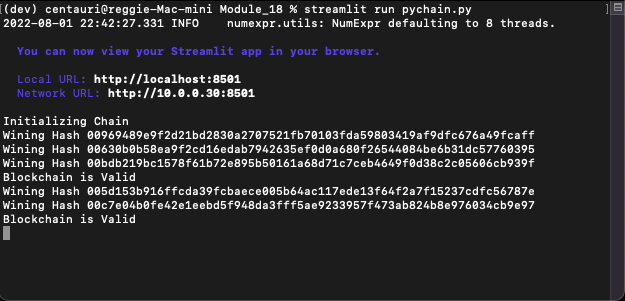 [(dev) centauri@reggie-Mac-mini Module_18 % streamlit run pychain.py ]
2022-08-01 22:42:27.331 INFO    numexpr.utils: NumExpr defaulting to 8 threads.
You can now view your Streamlit app in your browser.
Local URL: http://localhost:8501
Network URL: http://10.0.0.30:8501
Initializing Chain
Wining Hash 00969489e9f2d21bd2830a2707521fb70103fda59803419af9dfc676a49fcaff
Wining Hash 00630b0b58ea9f2cd16edab7942635ef0d0a680f26544084be6b31dc57760395
Wining Hash 00bdb219bc1578f61b72e895b50161a68d71c7ceb4649f0d38c2c05606cb939f
Blockchain is Valid
Wining Hash 005d153b916ffcda39fcbaece005b64ac117ede13f64f2a7f15237cdfc56787e
Wining Hash 00c7e04b0fe42e1eebd5f948da3fff5ae9233957f473ab824b8e976034cb9e97
Blockchain is Valid